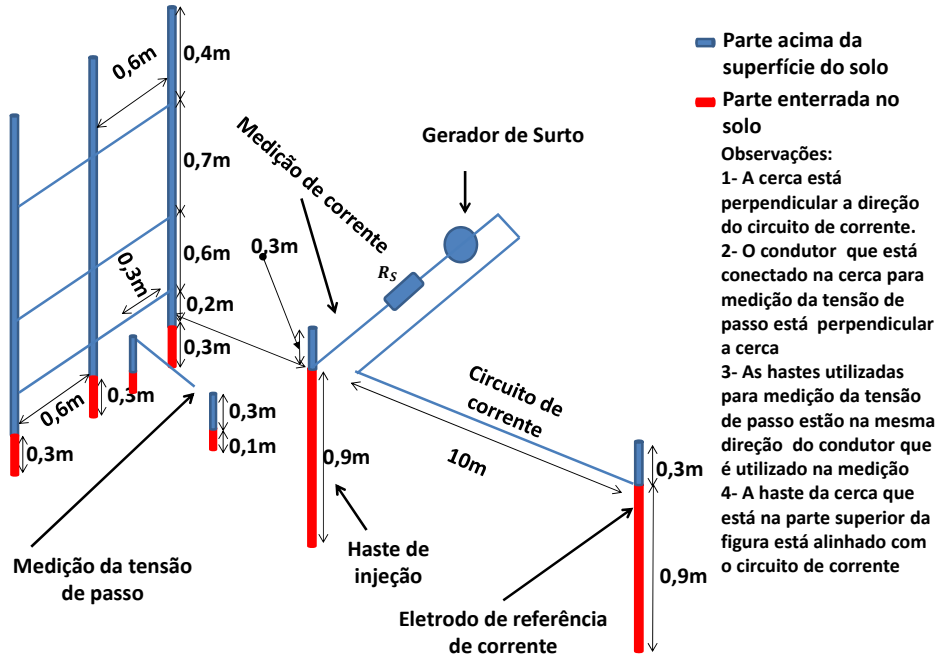 0,4m
0,6m
0,7m
0,6m
0,3m
0,2m
0,3m
0,6m
0,3m
0,3m
Medição de corrente
0,3m
Gerador de Surto
R_S
0,3m
0,1m
0,9m
Circuito de
corrente
10m
0,3m
0,9m
Medição da tensão
de passo
Haste de
injeção
Eletrodo de referência
de corrente
Parte acima da
superfície do solo
Parte enterrada no
solo
Observações:
1- A cerca está
perpendicular a direção
do circuito de corrente.
2- O condutor que está
conectado na cerca para
medição da tensão de
passo está perpendicular
a cerca
3- As hastes utilizadas
para medição da tensão
de passo estão na mesma
direção do condutor que
é utilizado na medição
4- A haste da cerca que
está na parte superior da
figura está alinhado com
o circuito de corrente